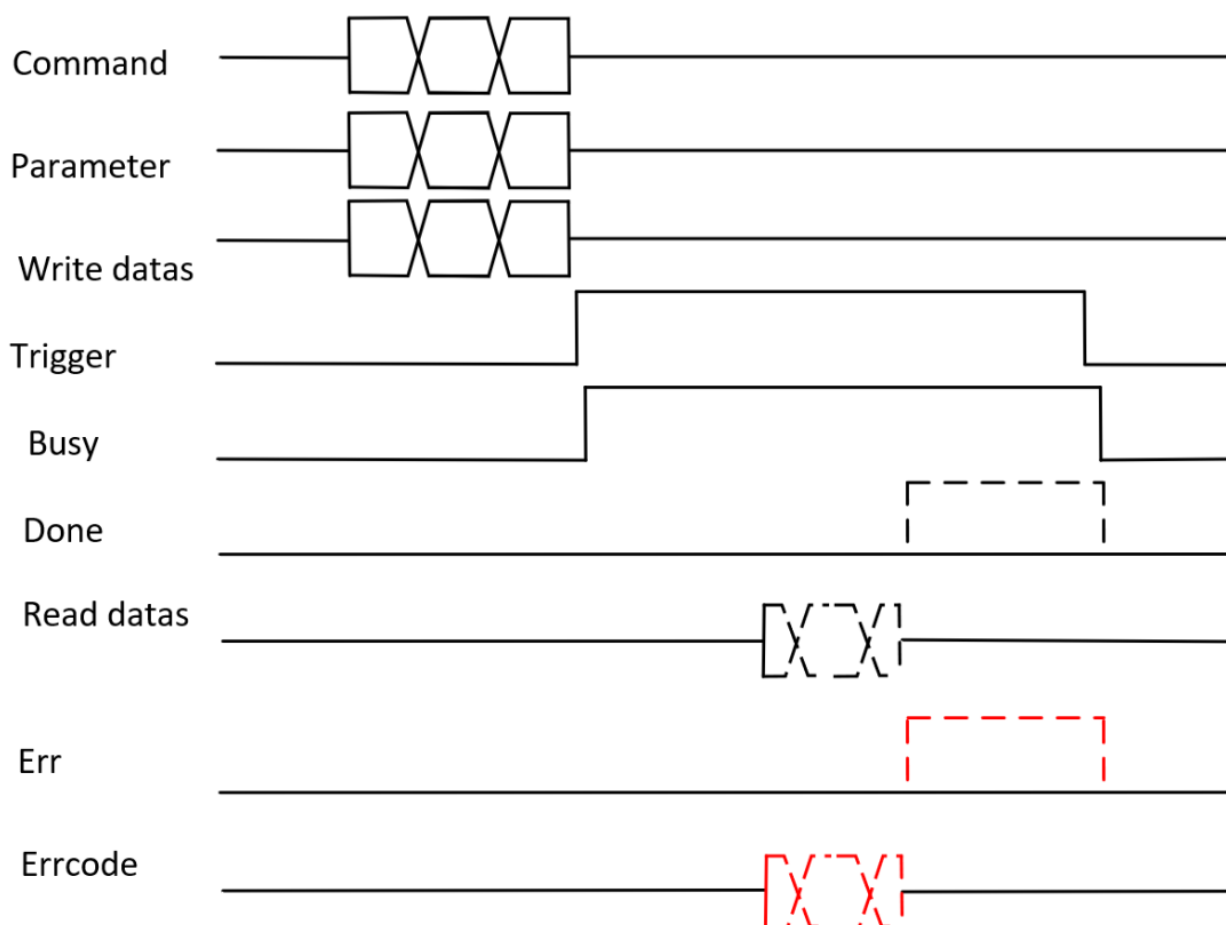 Command
Parameter
Write datas
Trigger
Busy
Done
Read datas
Err
Errcode